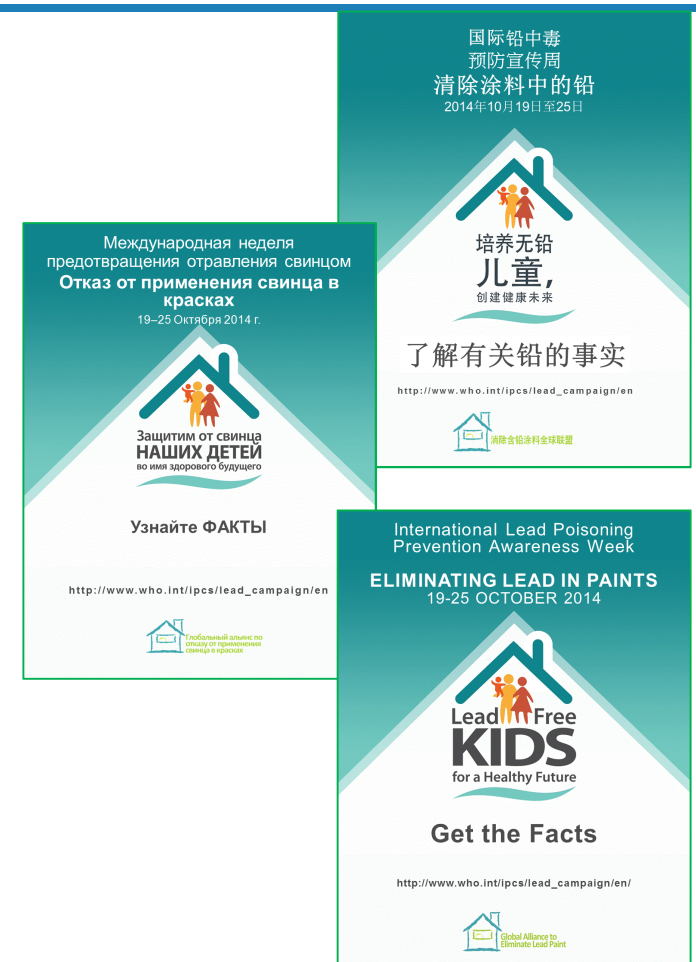 国际铅中毒
预防宣传周
清除涂料中的铅
2014年10月19日至25日
培养无铅
儿童,
创建健康未来
了解有关铅的事实
http://www.who.int/ipcs/lead_campaign/en
消除含铅涂料全球联盟
Международная неделя
предотвращения отравления свинцом
Отказ от применения свинца в
красках
19–25 Октября 2014 г.
Защитим от свинца
НАШИХ ДЕТЕЙ
во имя здорового будущего
Узнайте ФАКТЫ
http://www.who.int/ipcs/lead_campaign/en
Глобальный альянс по
отказу от применения
свинца в красках
International Lead Poisoning
Prevention Awareness Week
ELIMINATING LEAD IN PAINTS
19-25 OCTOBER 2014
Lead Free
KIDS
for a Healthy Future
Get the Facts
http://www.who.int/ipcs/lead_campaign/en/
Global Alliance to
Eliminate Lead Paint